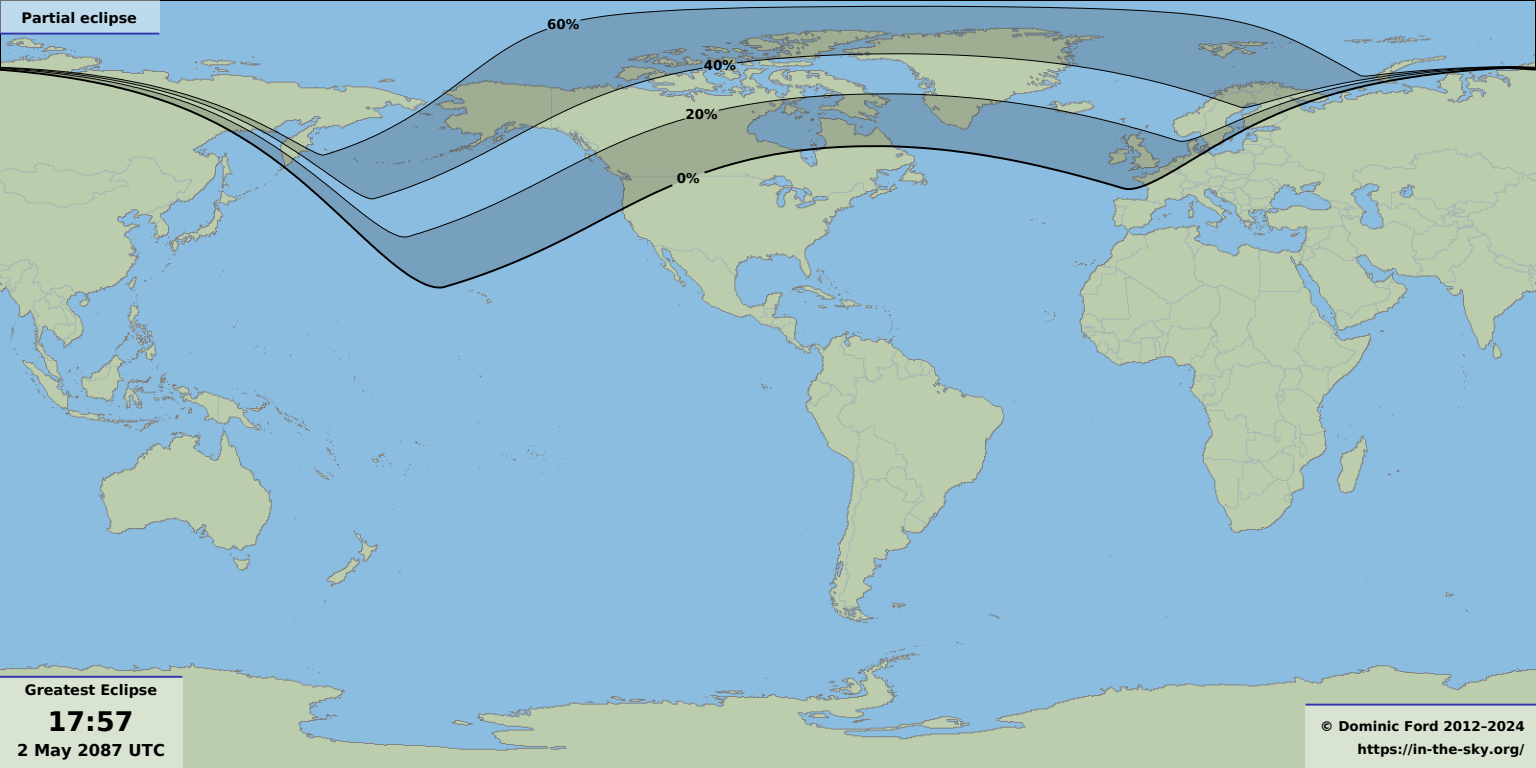 Partial eclipse
60%
40%
20%
0%
Greatest Eclipse
17:57
2 May 2087 UTC
© Dominic Ford 2012–2024
https://in-the-sky.org/